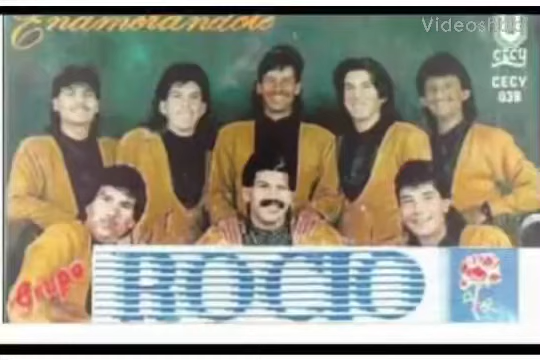 Enamorandote
Videoshub
CECY
CECY
038
Grupo
ROCIO